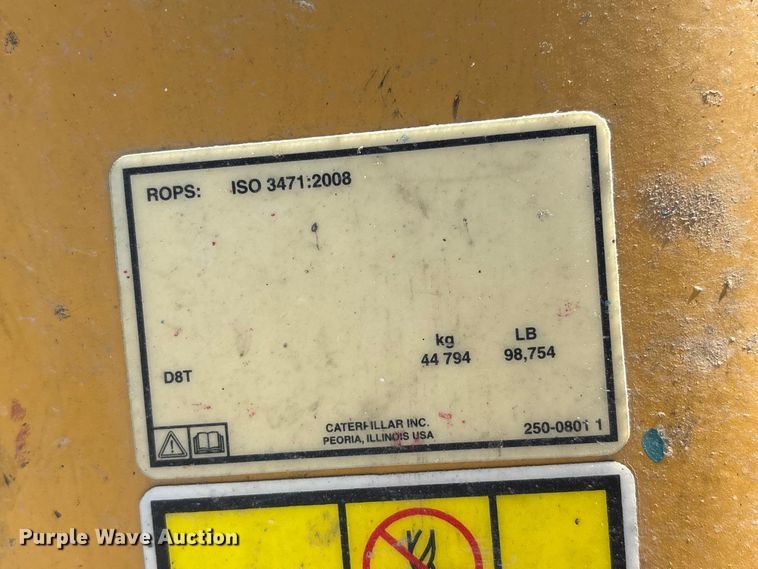 ROPS: ISO 3471:2008
kg LB
44 794 98,754
D8T
CATERPILLAR INC.
PEORIA, ILLINOIS USA
250-0801 1
Purple Wave Auction